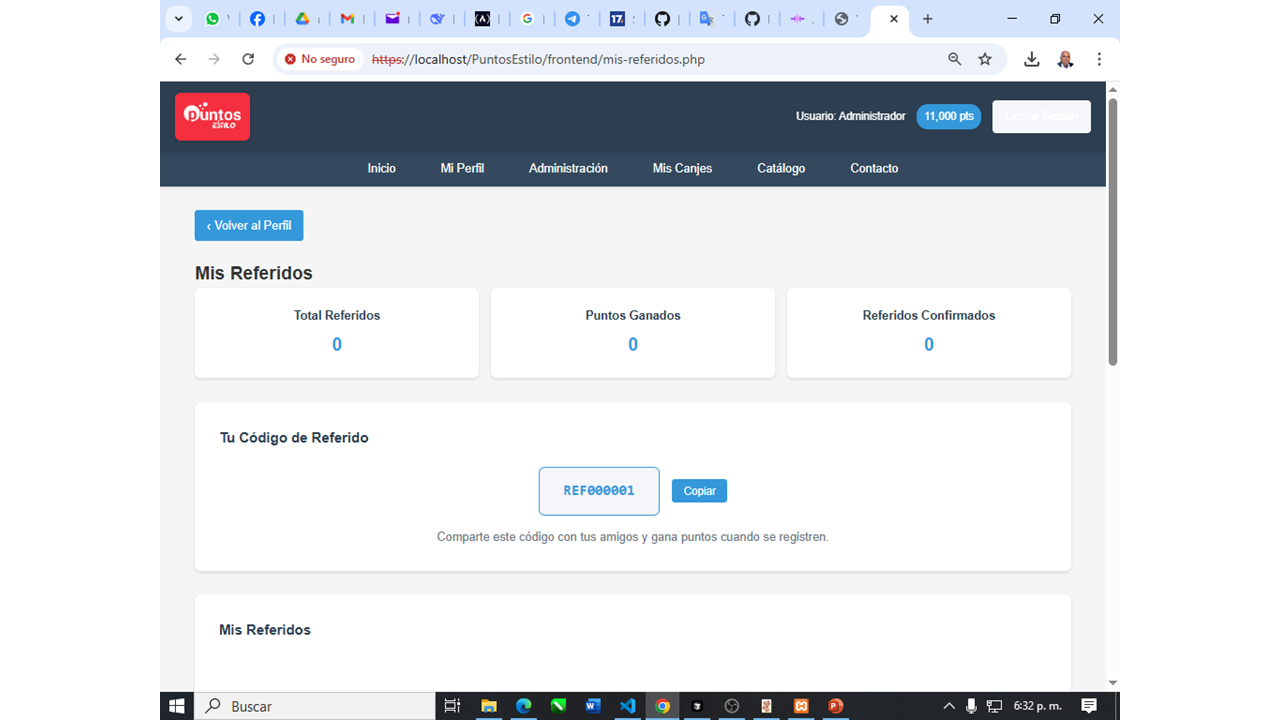 No seguro
https://localhost/PuntosEstilo/frontend/mis-referidos.php
puntos
ESTILO
Usuario: Administrador
11,000 pts
Cerrar Sesión
Inicio
Mi Perfil
Administración
Mis Canjes
Catálogo
Contacto
‹ Volver al Perfil
Mis Referidos
Total Referidos
0
Puntos Ganados
0
Referidos Confirmados
0
Tu Código de Referido
REF000001
Copiar
Comparte este código con tus amigos y gana puntos cuando se registren.
Mis Referidos
Buscar
6:32 p. m.